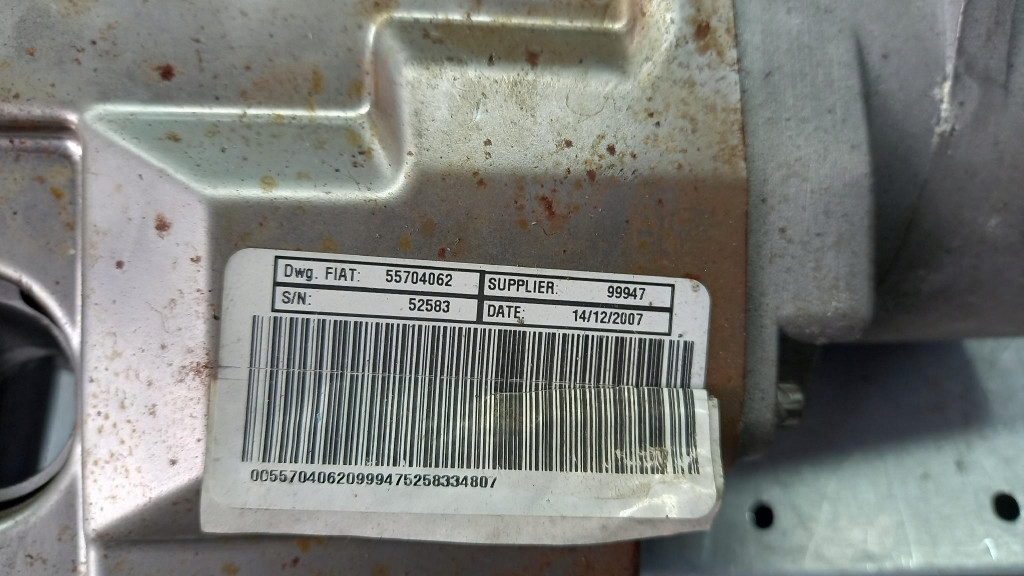 Dwg. FIAT: 55704062 SUPPLIER: 99947
S/N: 52583 DATE: 14/12/2007
00557040620999475258334807